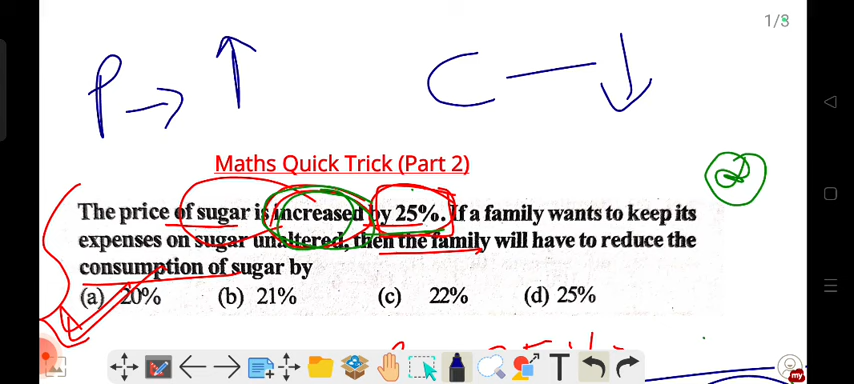 1/3
P → ↑ C — ↓
Maths Quick Trick (Part 2)
The price of sugar is increased by 25%. If a family wants to keep its
expenses on sugar unaltered, then the family will have to reduce the
consumption of sugar by
(a) 20% (b) 21% (c) 22% (d) 25%
T
my